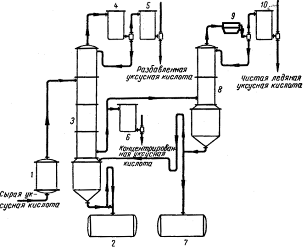 4
5
9
10
Разбавленная
уксусная кислота
Чистая ледяная
уксусная кислота
3
8
6
Концентрирован-
ная уксусная
кислота
1
Сырая ук-
сусная кислота
2
7